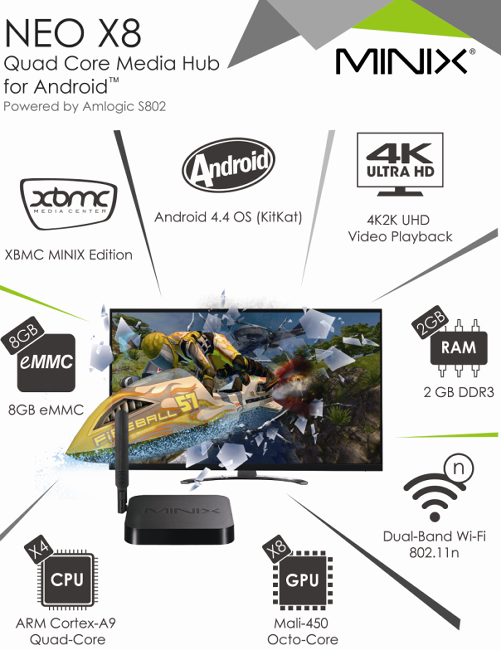 NEO X8
Quad Core Media Hub
for Android™
Powered by Amlogic S802
MINIX®
xbmc
MEDIA CENTER
XBMC MINIX Edition
Android
Android 4.4 OS (KitKat)
4K
ULTRA HD
4K2K UHD
Video Playback
8GB
eMMC
8GB eMMC
2GB
RAM
2 GB DDR3
FIREBALL 57
MINIX
n
Dual-Band Wi-Fi
802.11n
X4
CPU
ARM Cortex-A9
Quad-Core
X8
GPU
Mali-450
Octo-Core